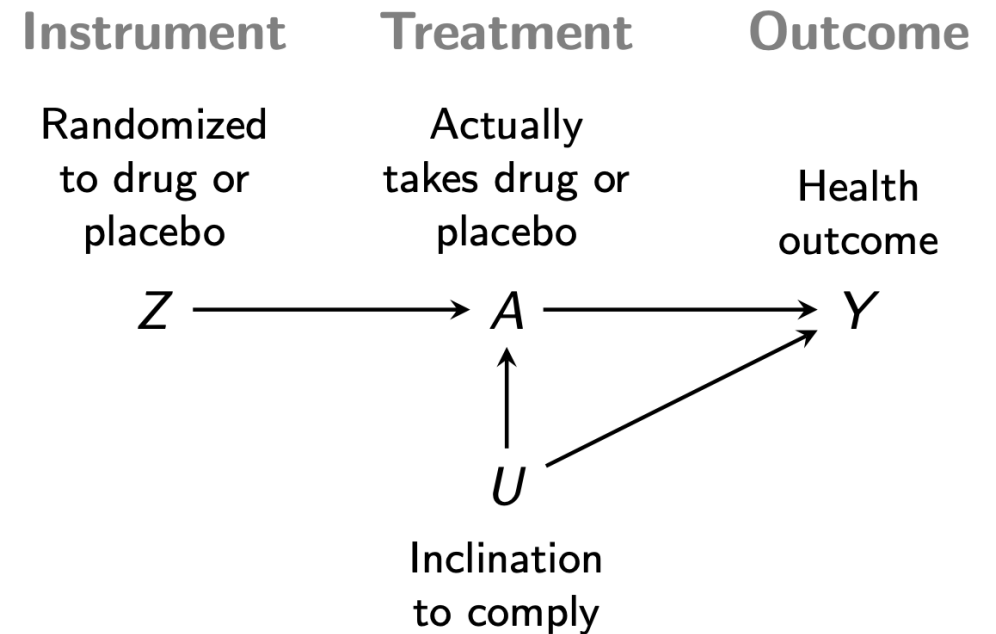 Instrument
Treatment
Outcome
Randomized
to drug or
placebo
Actually
takes drug or
placebo
Health
outcome
Z
A
Y
U
Inclination
to comply